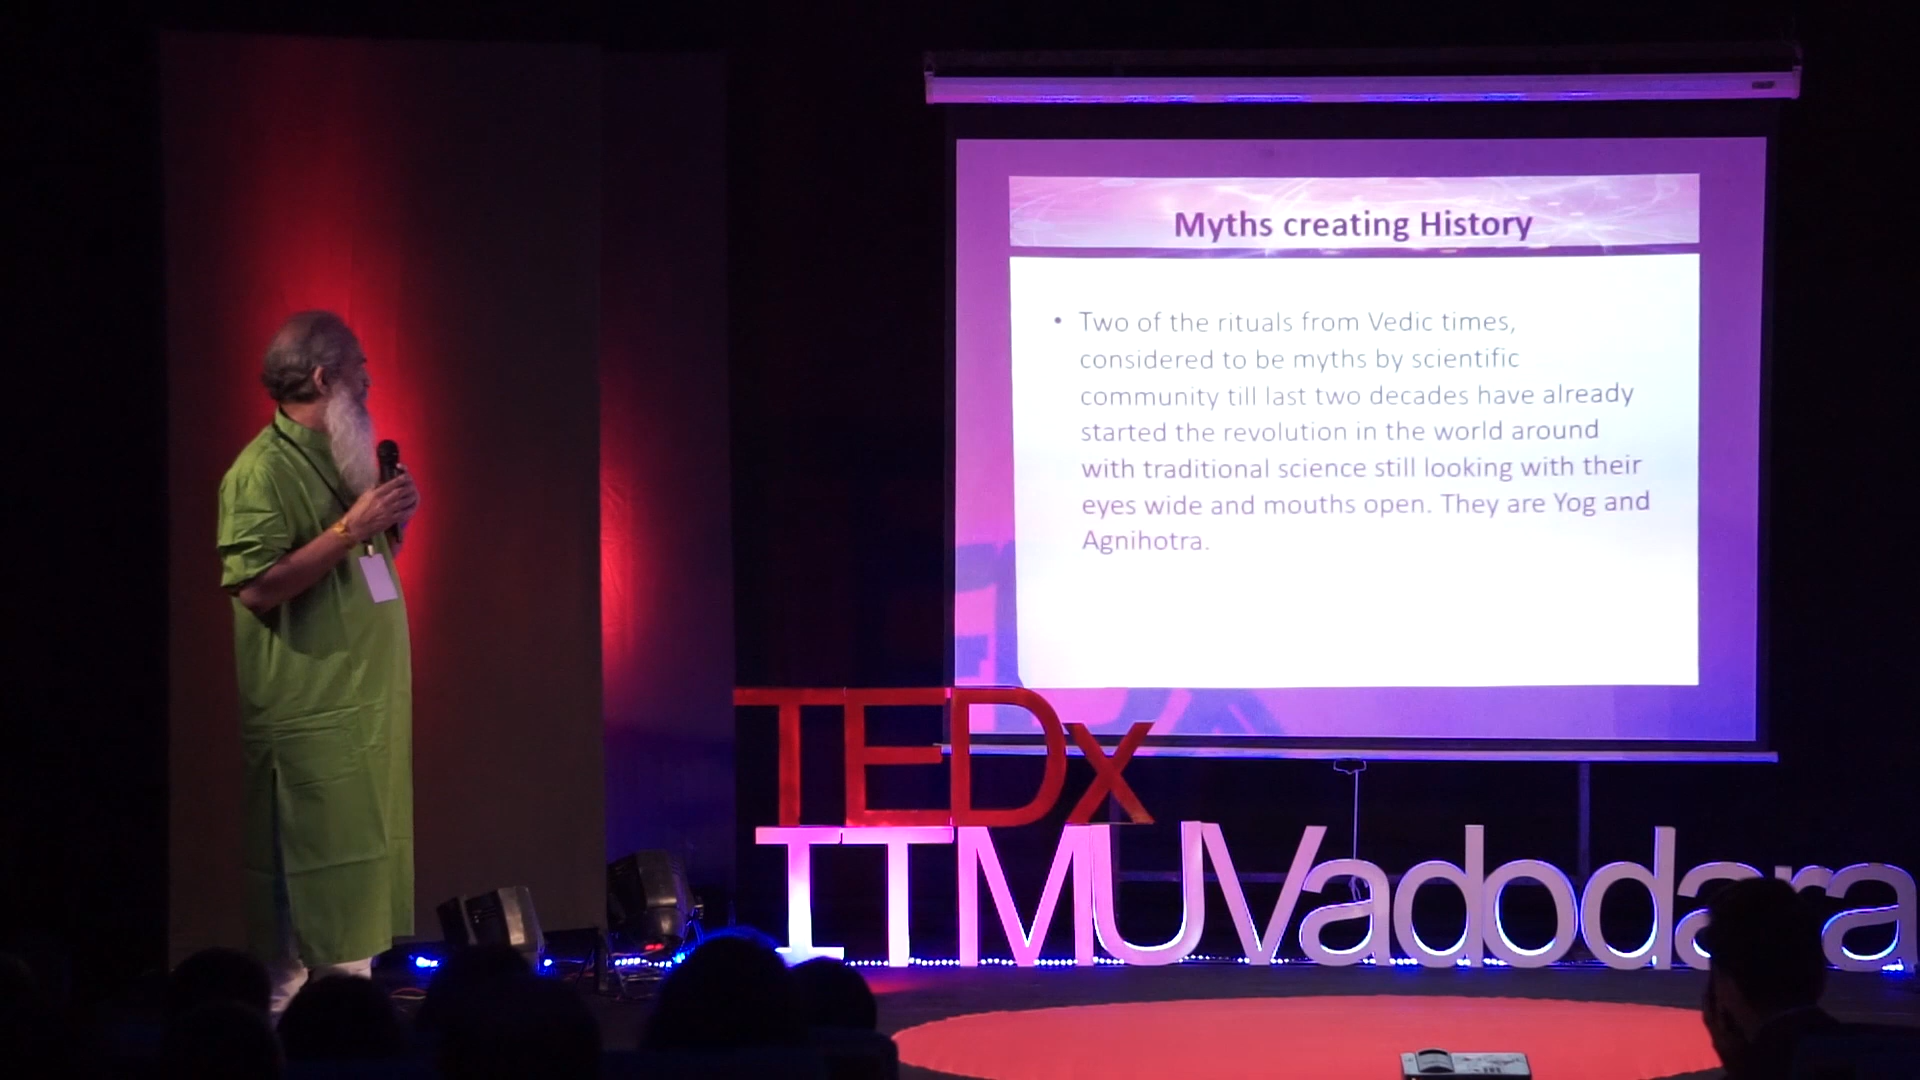 Myths creating History
• Two of the rituals from Vedic times,
considered to be myths by scientific
community till last two decades have already
started the revolution in the world around
with traditional science still looking with their
eyes wide and mouths open. They are Yog and
Agnihotra.
TEDx
ITMUVadodara